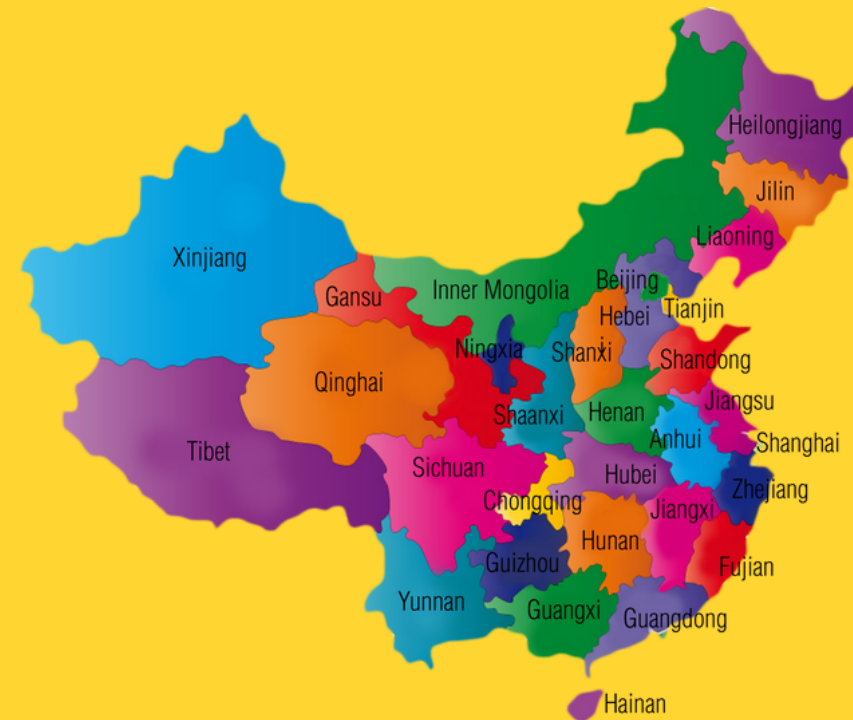 Heilongjiang
Jilin
Liaoning
Xinjiang
Gansu
Inner Mongolia
Beijing
Hebei
Tianjin
Ningxia
Shanxi
Shandong
Qinghai
Shaanxi
Henan
Jiangsu
Tibet
Sichuan
Anhui
Shanghai
Hubei
Chongqing
Zhejiang
Jiangxi
Hunan
Guizhou
Fujian
Yunnan
Guangxi
Guangdong
Hainan